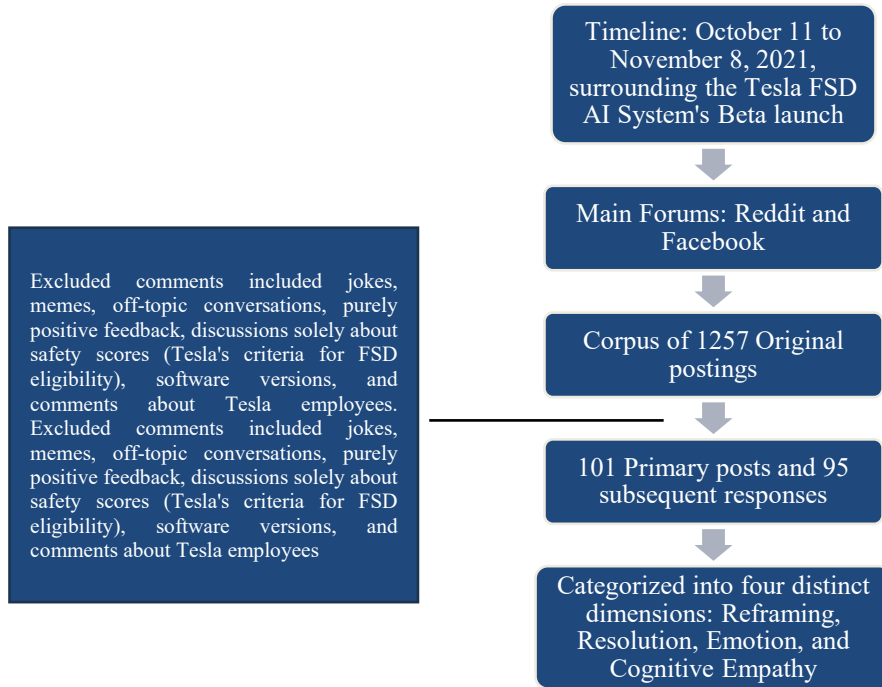 Timeline: October 11 to
November 8, 2021,
surrounding the Tesla FSD
AI System's Beta launch
Main Forums: Reddit and
Facebook
Corpus of 1257 Original
postings
Excluded comments included jokes,
memes, off-topic conversations, purely
positive feedback, discussions solely about
safety scores (Tesla's criteria for FSD
eligibility), software versions, and
comments about Tesla employees.
Excluded comments included jokes,
memes, off-topic conversations, purely
positive feedback, discussions solely about
safety scores (Tesla's criteria for FSD
eligibility), software versions, and
comments about Tesla employees
101 Primary posts and 95
subsequent responses
Categorized into four distinct
dimensions: Reframing,
Resolution, Emotion, and
Cognitive Empathy